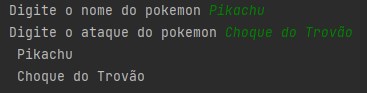 Digite o nome do pokemon Pikachu
Digite o ataque do pokemon Choque do Trovão
Pikachu
Choque do Trovão